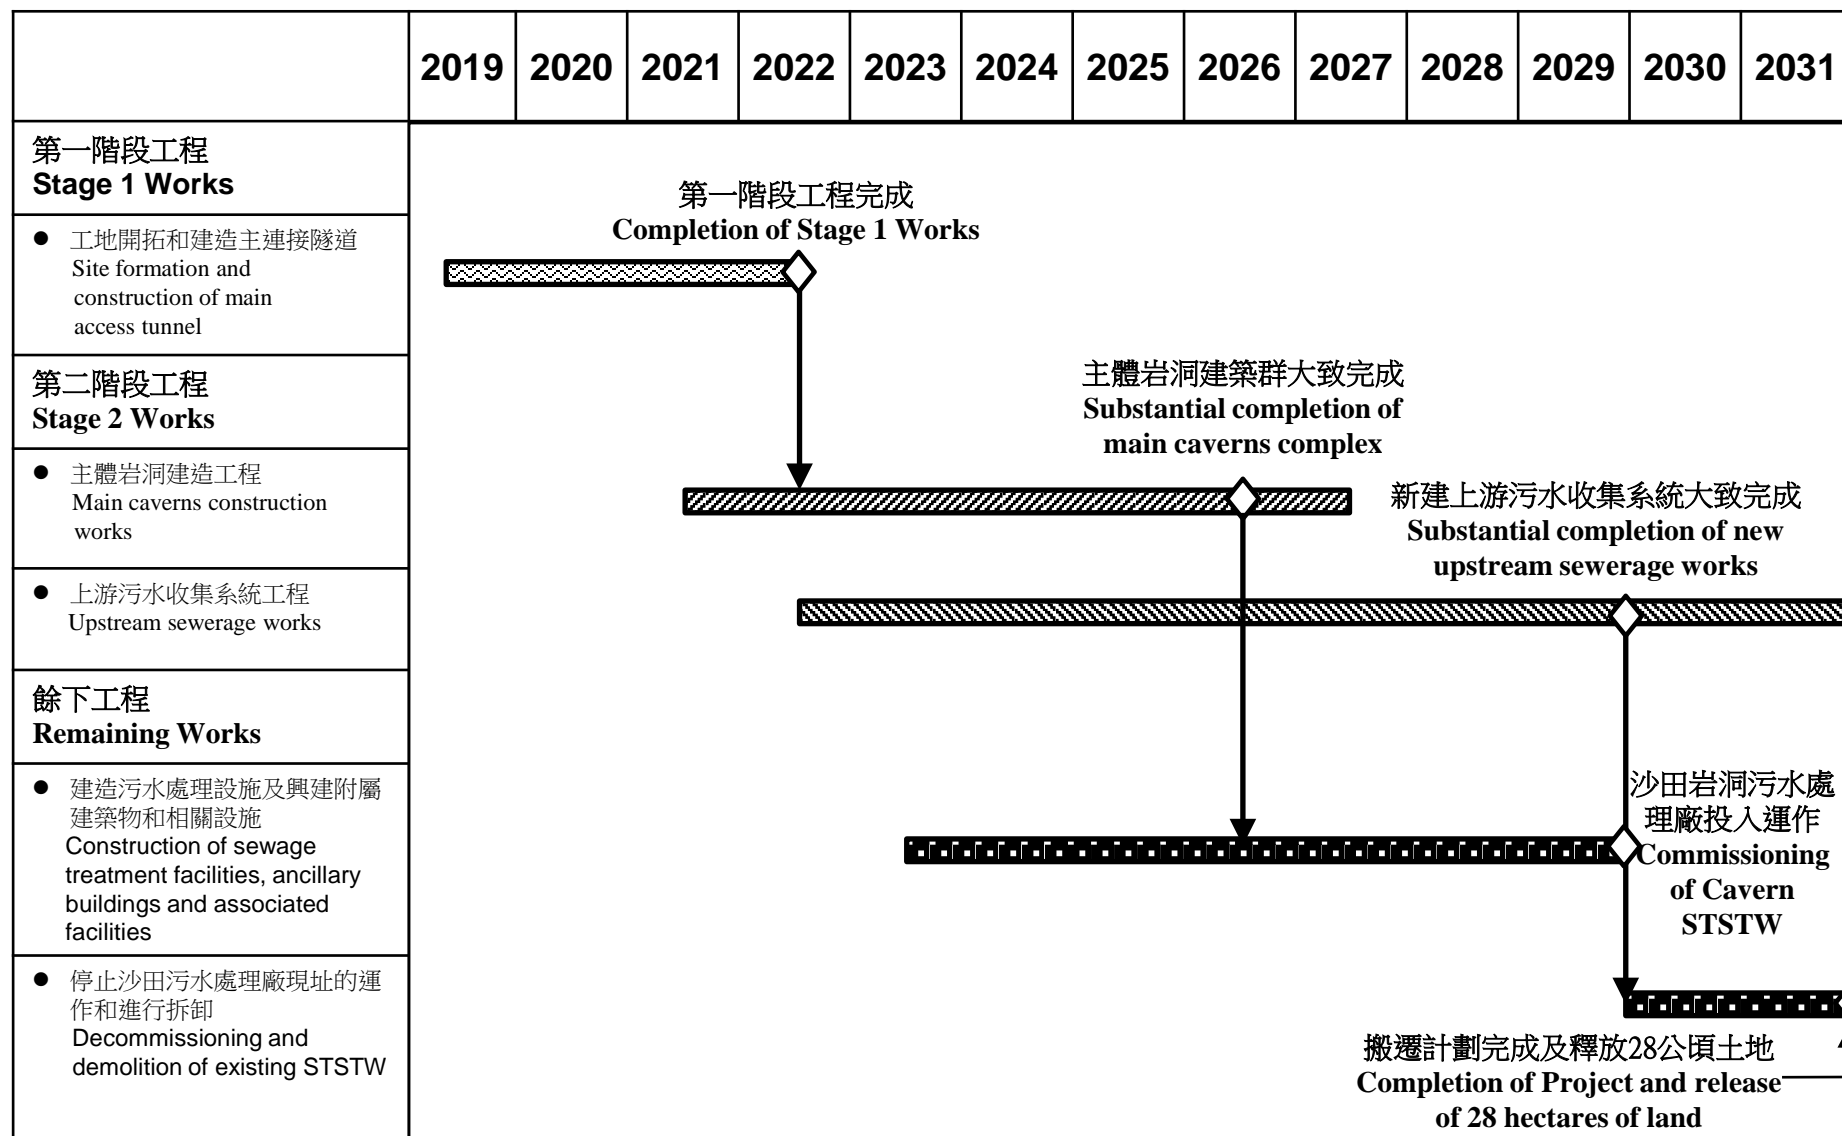 2019 2020 2021 2022 2023 2024 2025 2026 2027 2028 2029 2030 2031
第一階段工程
Stage 1 Works
● 工地開拓和建造主連接隧道
Site formation and
construction of main
access tunnel
第一階段工程完成
Completion of Stage 1 Works
第二階段工程
Stage 2 Works
● 主體岩洞建造工程
Main caverns construction
works
主體岩洞建築群大致完成
Substantial completion of
main caverns complex
● 上游污水收集系統工程
Upstream sewerage works
新建上游污水收集系統大致完成
Substantial completion of new
upstream sewerage works
餘下工程
Remaining Works
● 建造污水處理設施及興建附屬
建築物和相關設施
Construction of sewage
treatment facilities, ancillary
buildings and associated
facilities
沙田岩洞污水處
理廠投入運作
Commissioning
of Cavern
STSTW
● 停止沙田污水處理廠現址的運
作和進行拆卸
Decommissioning and
demolition of existing STSTW
搬遷計劃完成及釋放28公頃土地
Completion of Project and release
of 28 hectares of land